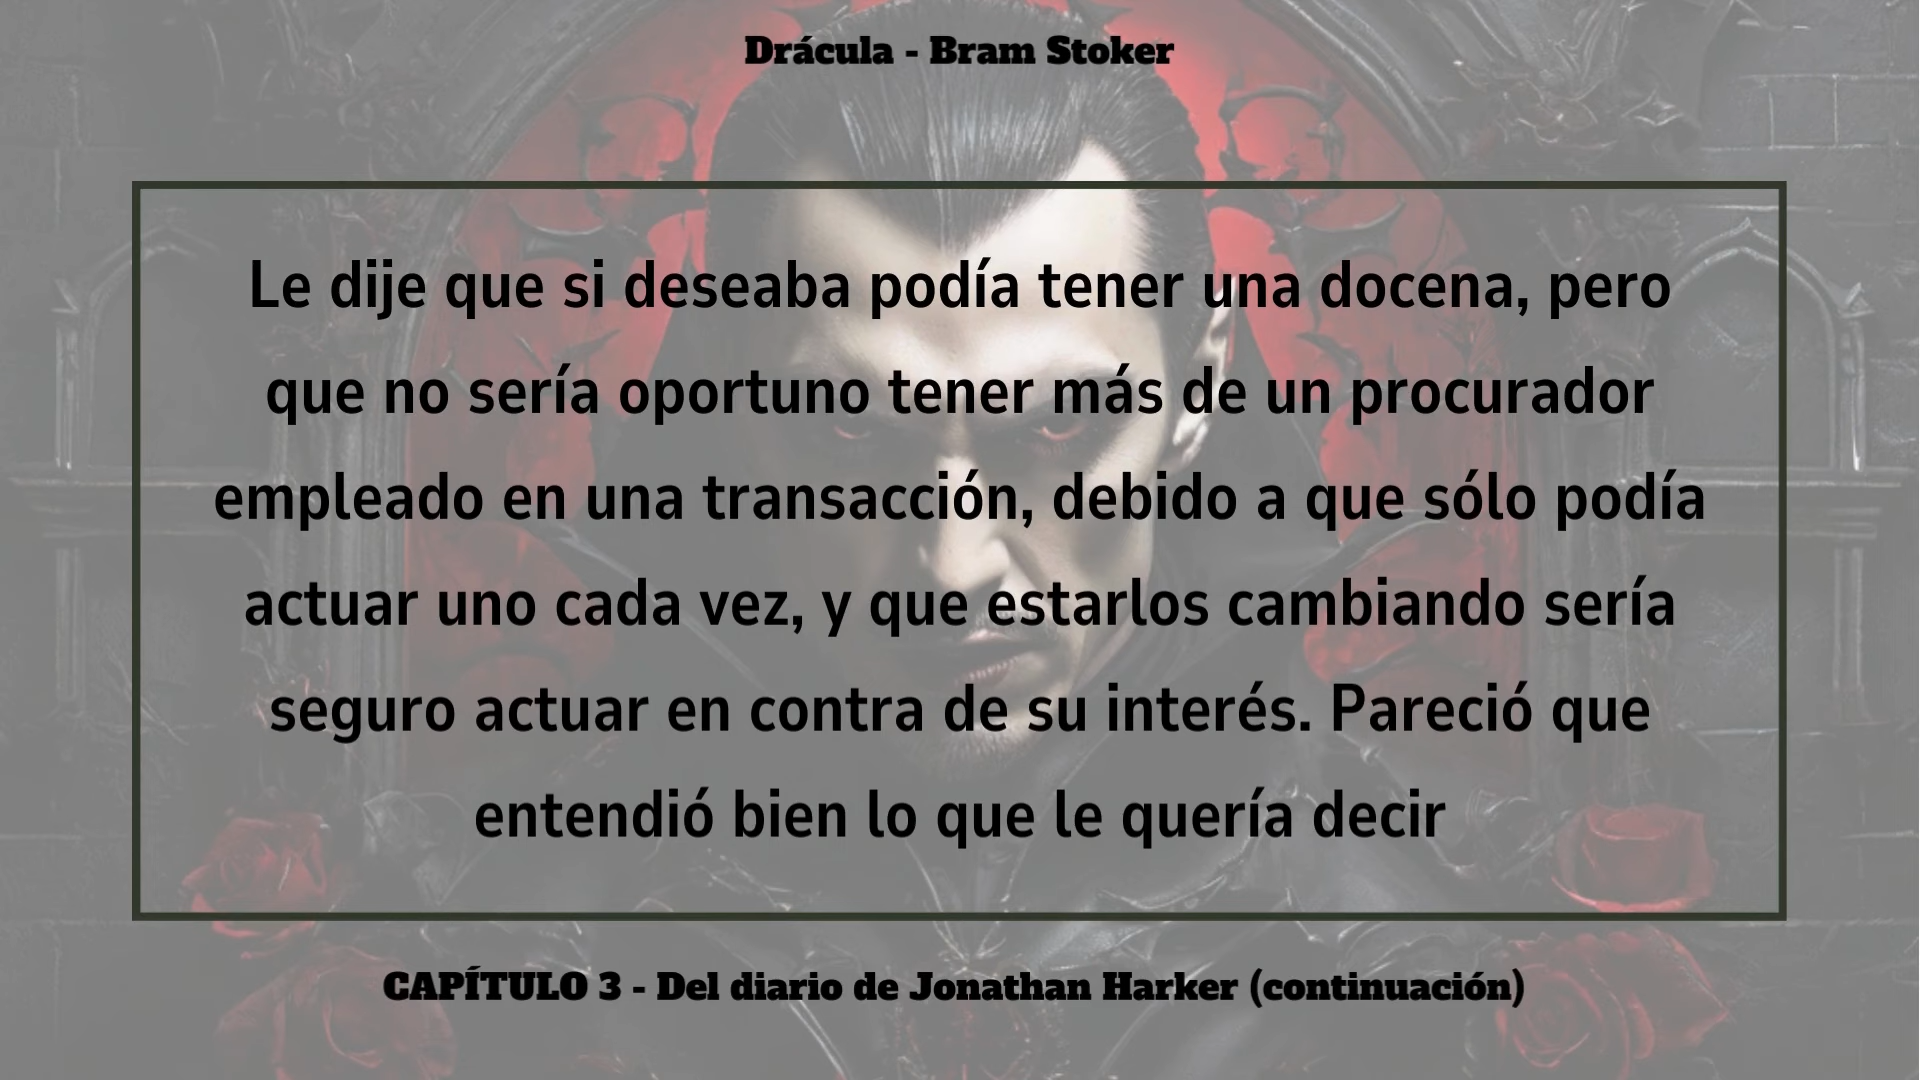 Drácula - Bram Stoker
Le dije que si deseaba podía tener una docena, pero
que no sería oportuno tener más de un procurador
empleado en una transacción, debido a que sólo podía
actuar uno cada vez, y que estarlos cambiando sería
seguro actuar en contra de su interés. Pareció que
entendió bien lo que le quería decir
CAPÍTULO 3 - Del diario de Jonathan Harker (continuación)